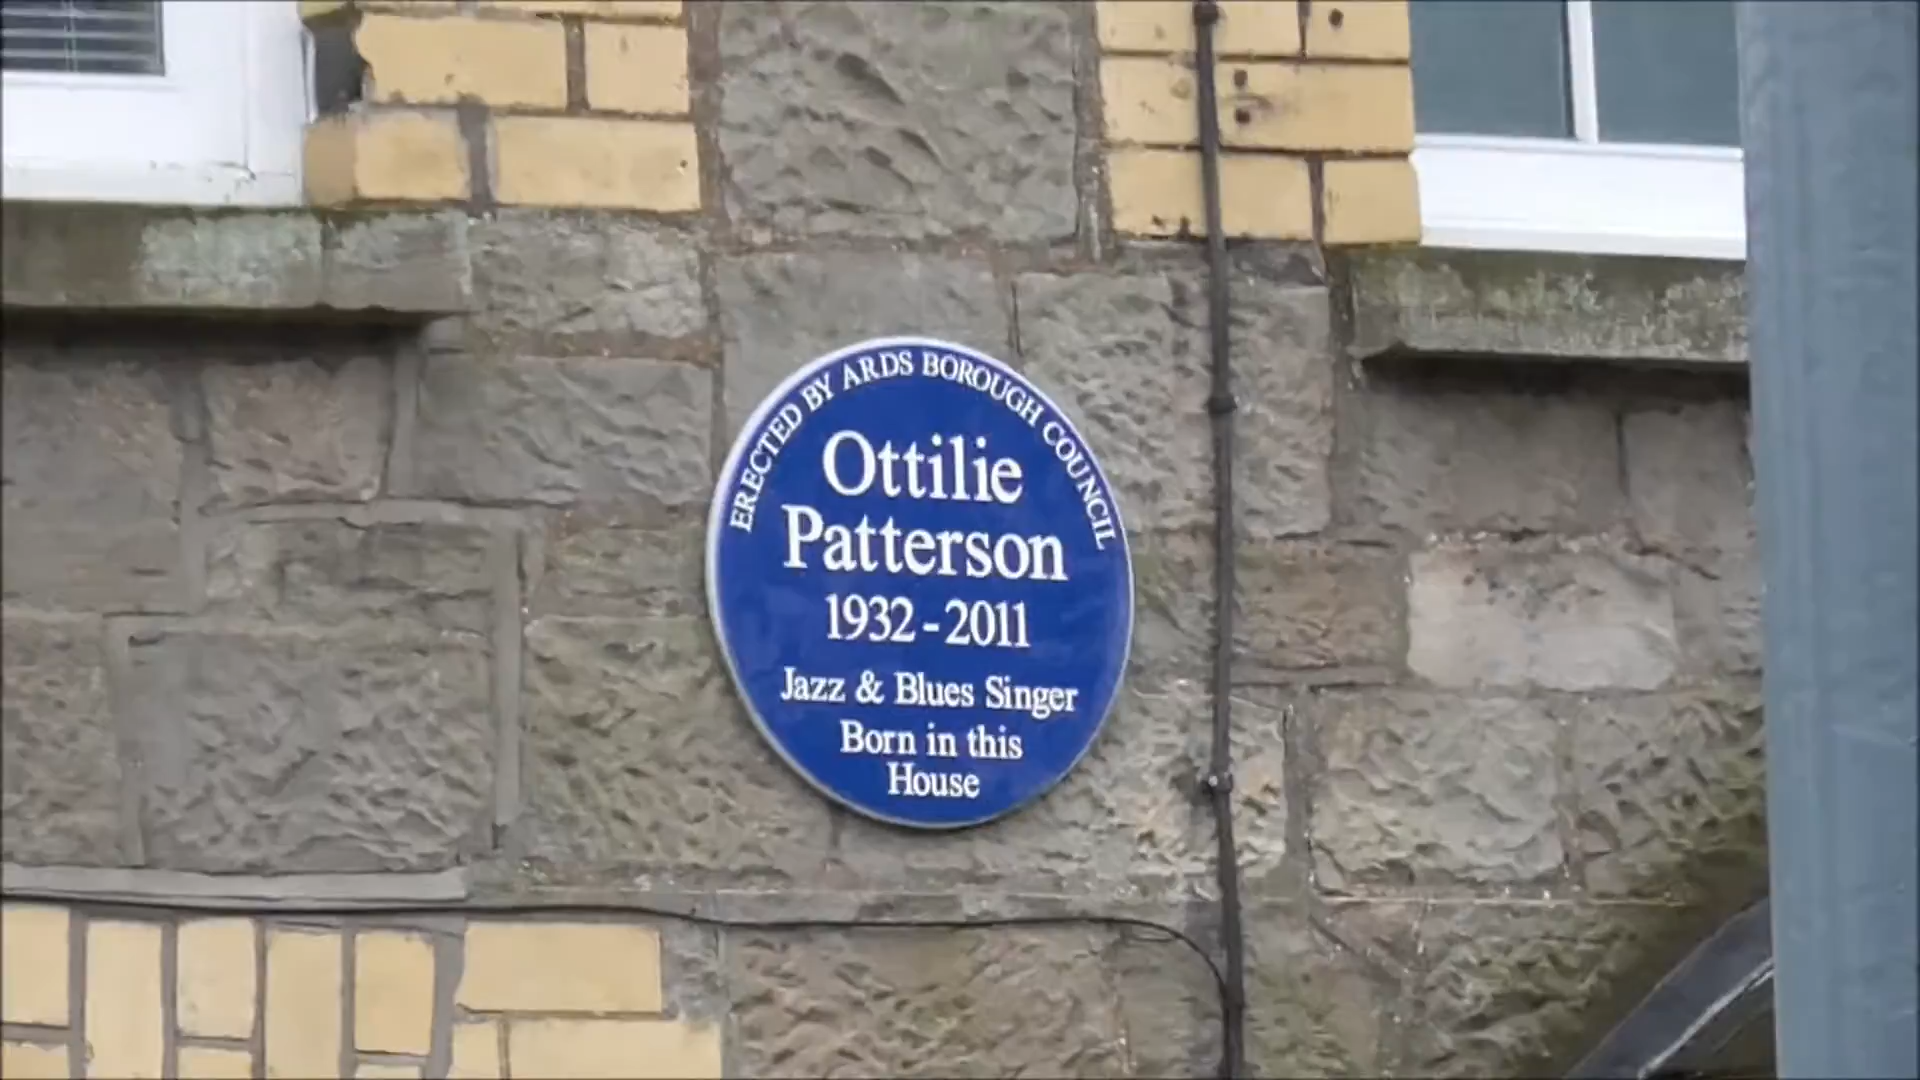 ERECTED BY ARDS BOROUGH COUNCIL
Ottilie
Patterson
1932-2011
Jazz & Blues Singer
Born in this
House